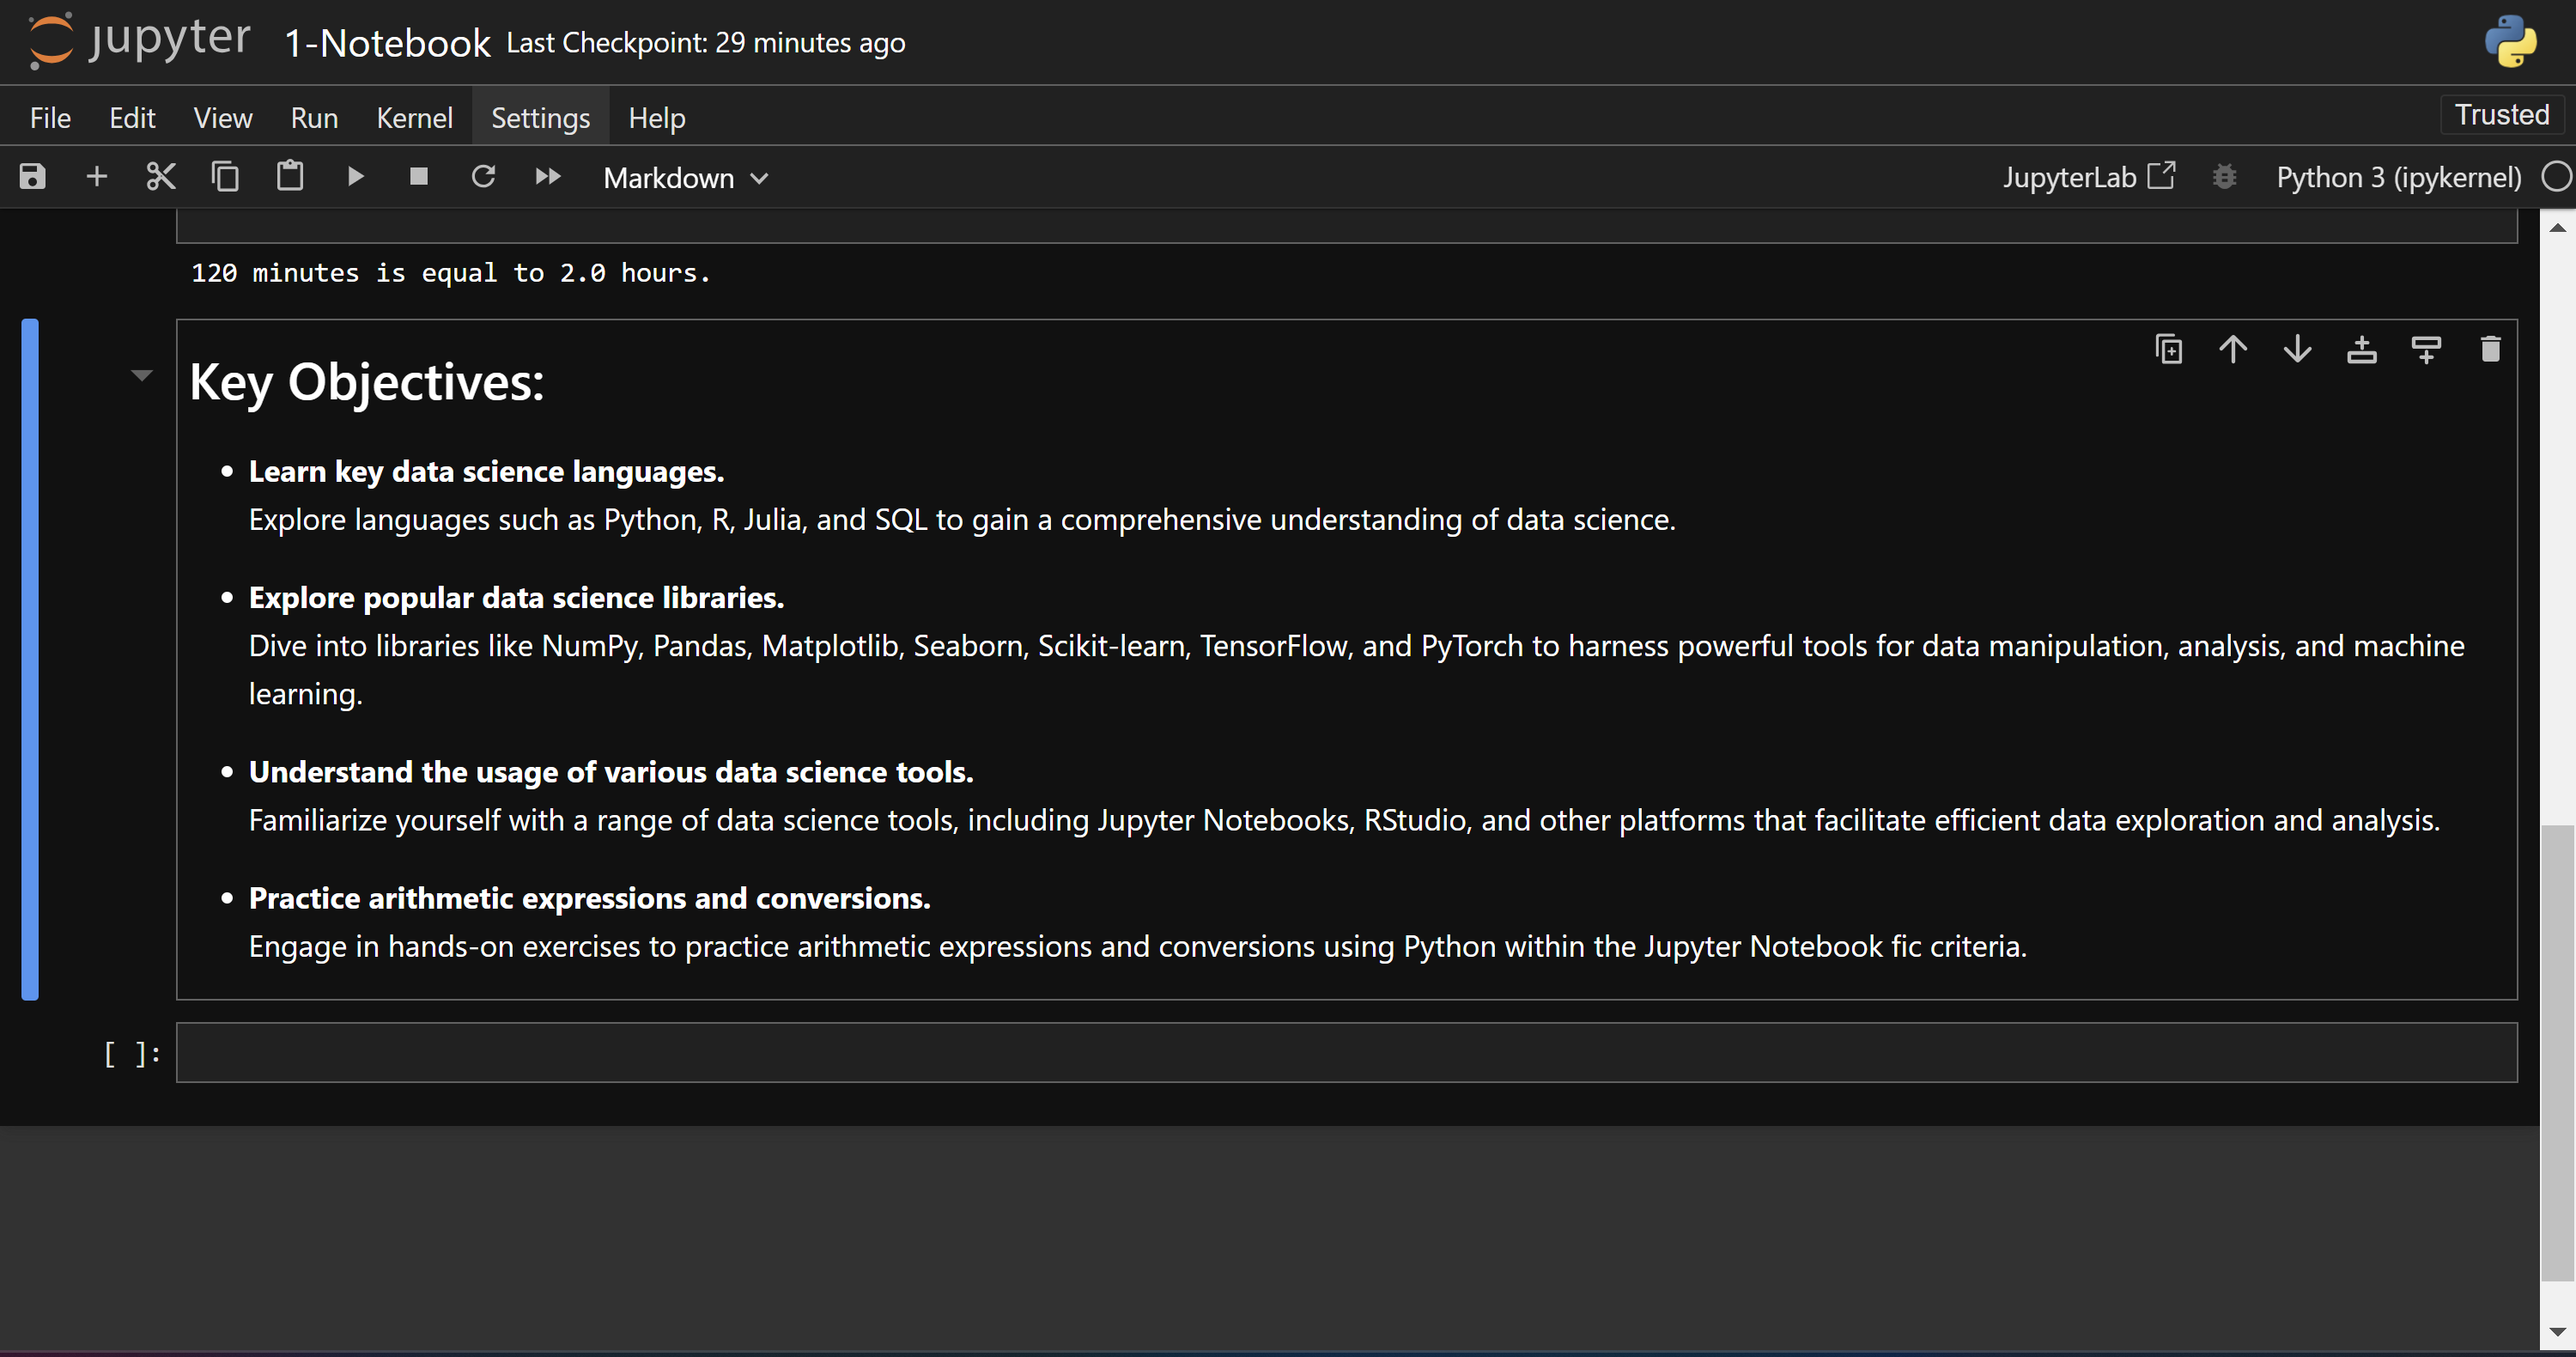 jupyter 1-Notebook Last Checkpoint: 29 minutes ago
File Edit View Run Kernel Settings Help Trusted
Markdown JupyterLab Python 3 (ipykernel)
120 minutes is equal to 2.0 hours.
Key Objectives:
• Learn key data science languages.
Explore languages such as Python, R, Julia, and SQL to gain a comprehensive understanding of data science.
• Explore popular data science libraries.
Dive into libraries like NumPy, Pandas, Matplotlib, Seaborn, Scikit-learn, TensorFlow, and PyTorch to harness powerful tools for data manipulation, analysis, and machine
learning.
• Understand the usage of various data science tools.
Familiarize yourself with a range of data science tools, including Jupyter Notebooks, RStudio, and other platforms that facilitate efficient data exploration and analysis.
• Practice arithmetic expressions and conversions.
Engage in hands-on exercises to practice arithmetic expressions and conversions using Python within the Jupyter Notebook fic criteria.
[ ]: